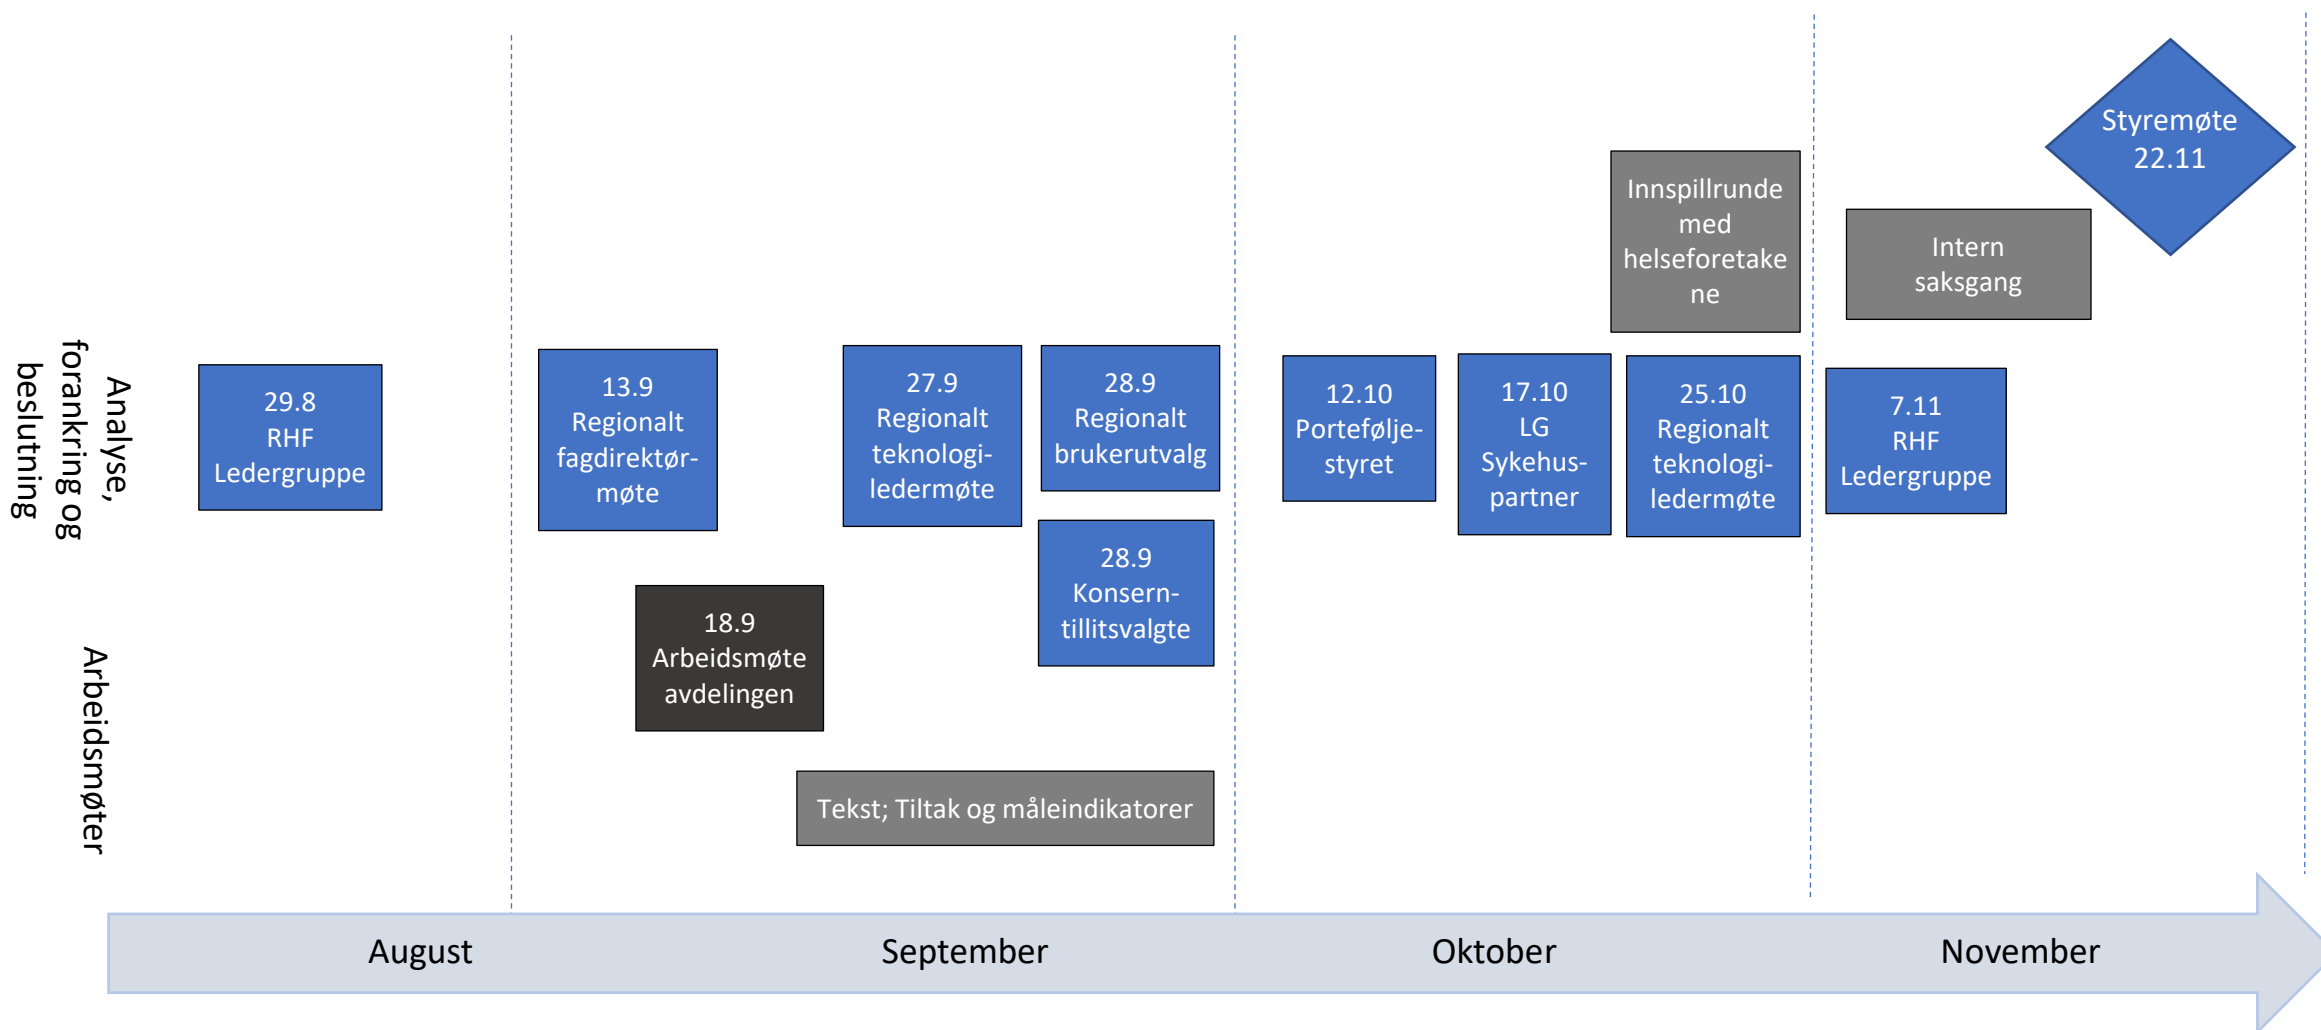 Styremøte
22.11
Innspillrunde
med
helseforetake
ne
Intern
saksgang
Analyse,
forankring og
beslutning
29.8
RHF
Ledergruppe
13.9
Regionalt
fagdirektør-
møte
27.9
Regionalt
teknologi-
ledermøte
28.9
Regionalt
brukerutvalg
12.10
Portefølje-
styret
17.10
LG
Sykehus-
partner
25.10
Regionalt
teknologi-
ledermøte
7.11
RHF
Ledergruppe
28.9
Konsern-
tillitsvalgte
Arbeidsmøter
18.9
Arbeidsmøte
avdelingen
Tekst; Tiltak og måleindikatorer
August
September
Oktober
November